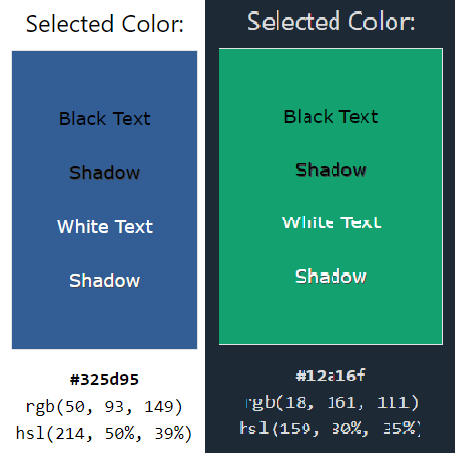 Selected Color:
Black Text
Shadow
White Text
Shadow
#325d95
rgb(50, 93, 149)
hsl(214, 50%, 39%)
Selected Color:
Black Text
Shadow
White Text
Shadow
#12a16f
rgb(18, 161, 111)
hsl(159, 80%, 35%)